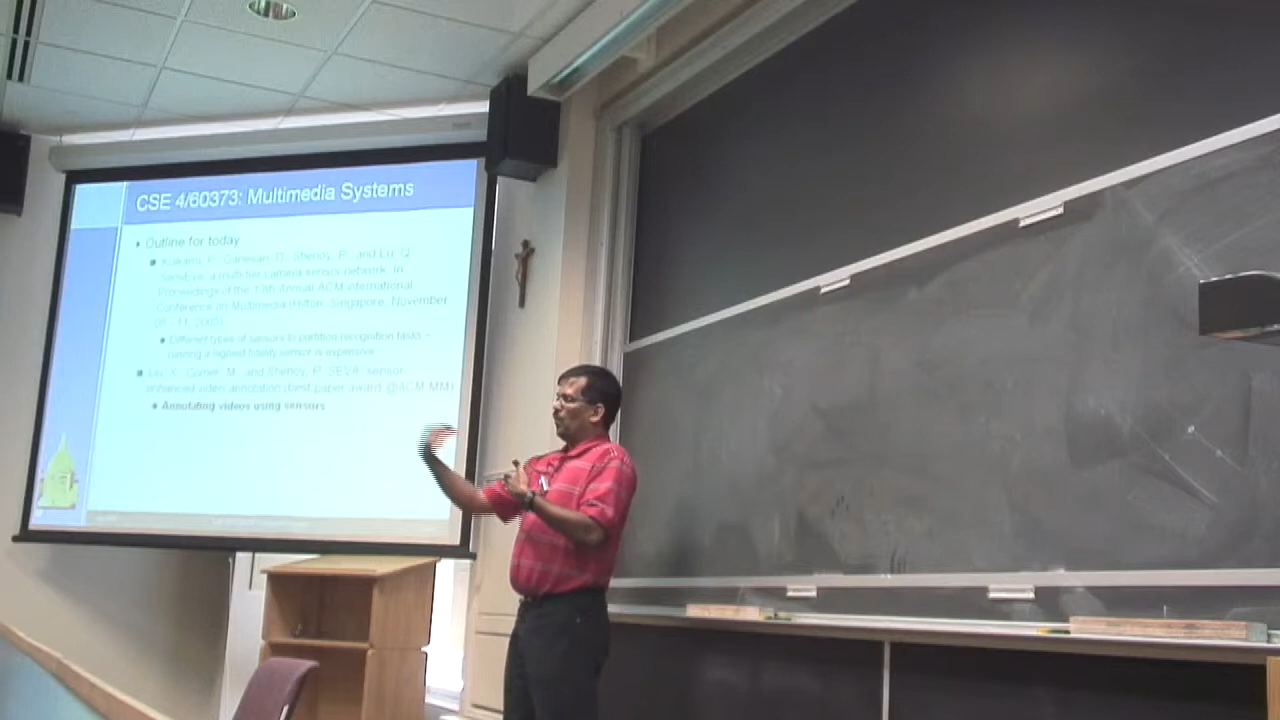 CSE 4/60373: Multimedia Systems
Outline for today
Kulkarni, P., Ganesan, D., Shenoy, P., and Lu, Q.
SensEye: a multi-tier camera sensor network. In
Proceedings of the 13th Annual ACM international
Conference on Multimedia (Hilton, Singapore, November
06 - 11, 2005)
Different types of sensors to partition recognition tasks –
running a highest fidelity sensor is expensive
Liu, X., Corner, M., and Shenoy, P. SEVA: sensor-
enhanced video annotation (best paper award @ACM MM)
Annotating videos using sensors